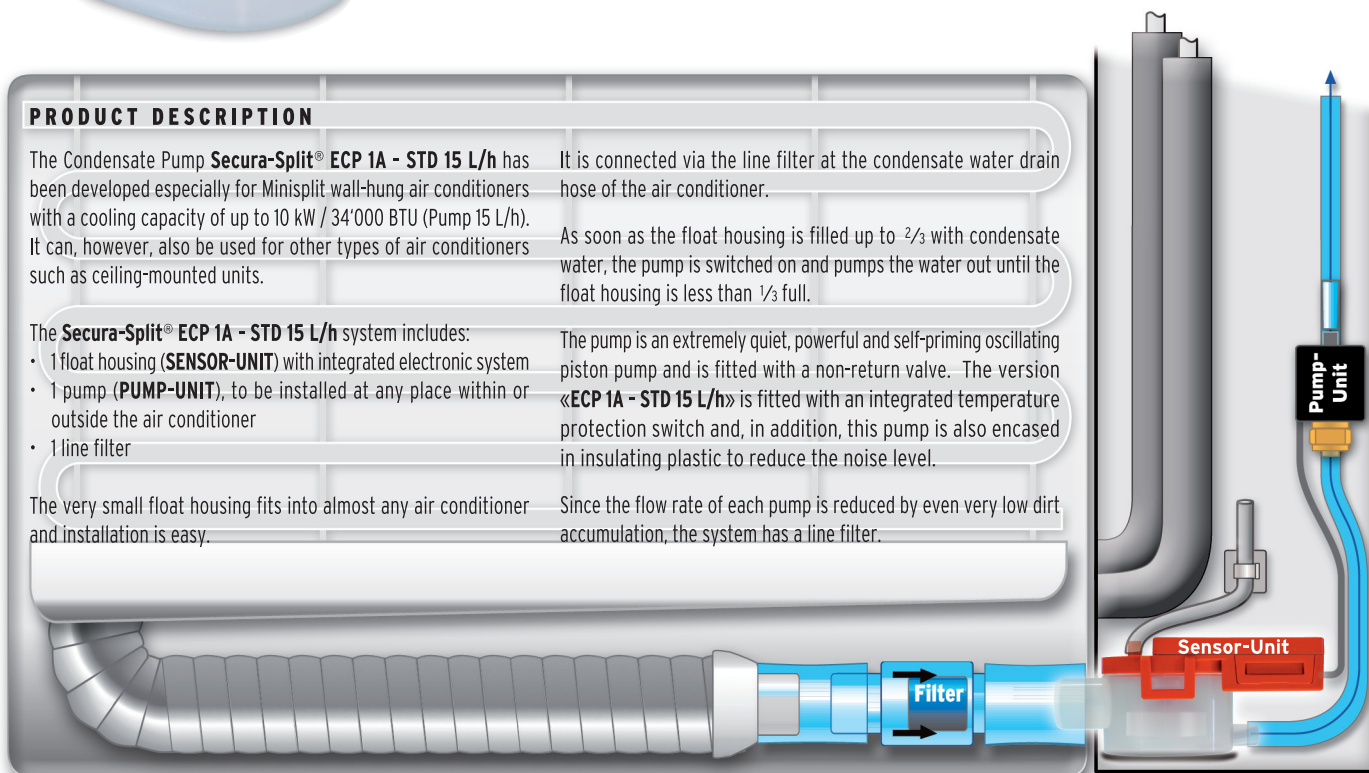 PRODUCT DESCRIPTION
The Condensate Pump Secura-Split® ECP 1A - STD 15 L/h has
been developed especially for Minisplit wall-hung air conditioners
with a cooling capacity of up to 10 kW / 34'000 BTU (Pump 15 L/h).
It can, however, also be used for other types of air conditioners
such as ceiling-mounted units.
The Secura-Split® ECP 1A - STD 15 L/h system includes:
• 1 float housing (SENSOR-UNIT) with integrated electronic system
• 1 pump (PUMP-UNIT), to be installed at any place within or
outside the air conditioner
• 1 line filter
The very small float housing fits into almost any air conditioner
and installation is easy.
It is connected via the line filter at the condensate water drain
hose of the air conditioner.
As soon as the float housing is filled up to 2/3 with condensate
water, the pump is switched on and pumps the water out until the
float housing is less than 1/3 full.
The pump is an extremely quiet, powerful and self-priming oscillating
piston pump and is fitted with a non-return valve. The version
«ECP 1A - STD 15 L/h» is fitted with an integrated temperature
protection switch and, in addition, this pump is also encased
in insulating plastic to reduce the noise level.
Since the flow rate of each pump is reduced by even very low dirt
accumulation, the system has a line filter.
Pump-
Unit
Sensor-Unit
Filter